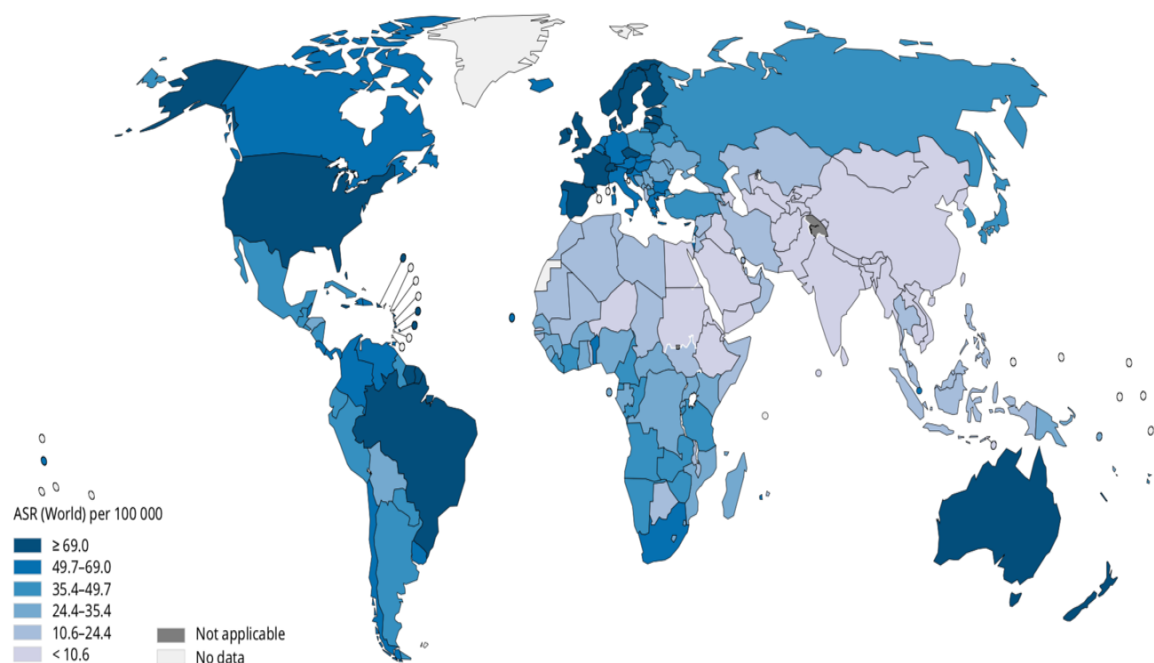 ASR (World) per 100 000
≥ 69.0
49.7–69.0
35.4–49.7
24.4–35.4
10.6–24.4
< 10.6
Not applicable
No data